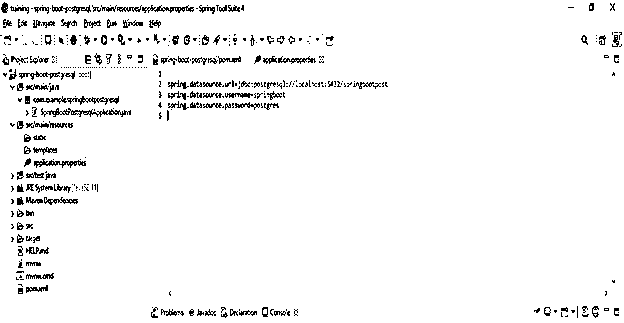 training - spring-boot-postgresql/src/main/resources/application.properties - Spring Tool Suite 4
File Edit Navigate Search Project Run Window Help
Project Explorer
spring-boot-postgresql/pom.xml
application.properties
spring-boot-postgresql [boot]
src/main/java
com.example.springbootpostgresql
SpringBootPostgresqlApplication.java
src/main/resources
static
templates
application.properties
src/test/java
JRE System Library
Maven Dependencies
bin
src
target
HELP.md
mvnw
mvnw.cmd
pom.xml
1
2 spring.datasource.url=jdbc:postgresql://localhost:5432/springbootpost
3 spring.datasource.username=springboot
4 spring.datasource.password=postgres
5
Problems @ Javadoc Declaration Console